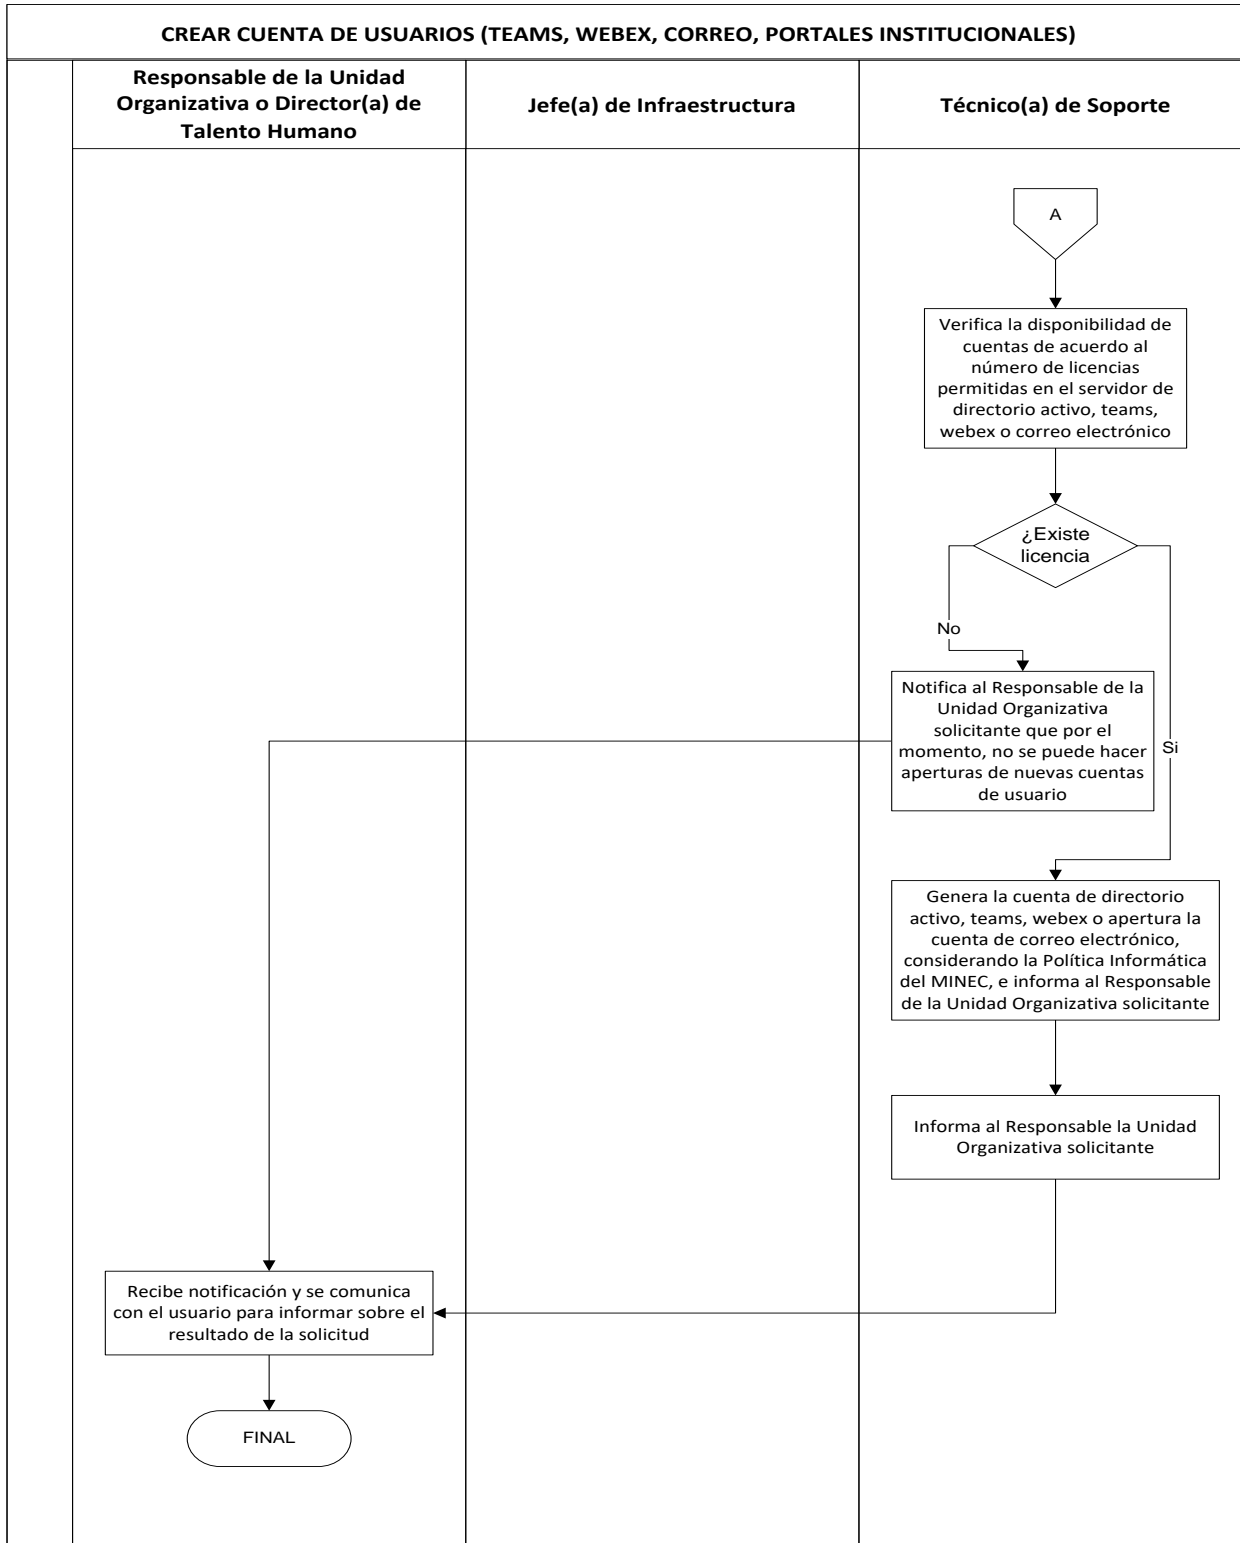 CREAR CUENTA DE USUARIOS (TEAMS, WEBEX, CORREO, PORTALES INSTITUCIONALES)
Responsable de la Unidad
Organizativa o Director(a) de
Talento Humano
Jefe(a) de Infraestructura
Técnico(a) de Soporte
A
Verifica la disponibilidad de
cuentas de acuerdo al
número de licencias
permitidas en el servidor de
directorio activo, teams,
webex o correo electrónico
¿Existe
licencia
No
Notifica al Responsable de la
Unidad Organizativa
solicitante que por el
momento, no se puede hacer
aperturas de nuevas cuentas
de usuario
Si
Genera la cuenta de directorio
activo, teams, webex o apertura la
cuenta de correo electrónico,
considerando la Política Informática
del MINEC, e informa al Responsable
de la Unidad Organizativa solicitante
Informa al Responsable la Unidad
Organizativa solicitante
Recibe notificación y se comunica
con el usuario para informar sobre el
resultado de la solicitud
FINAL